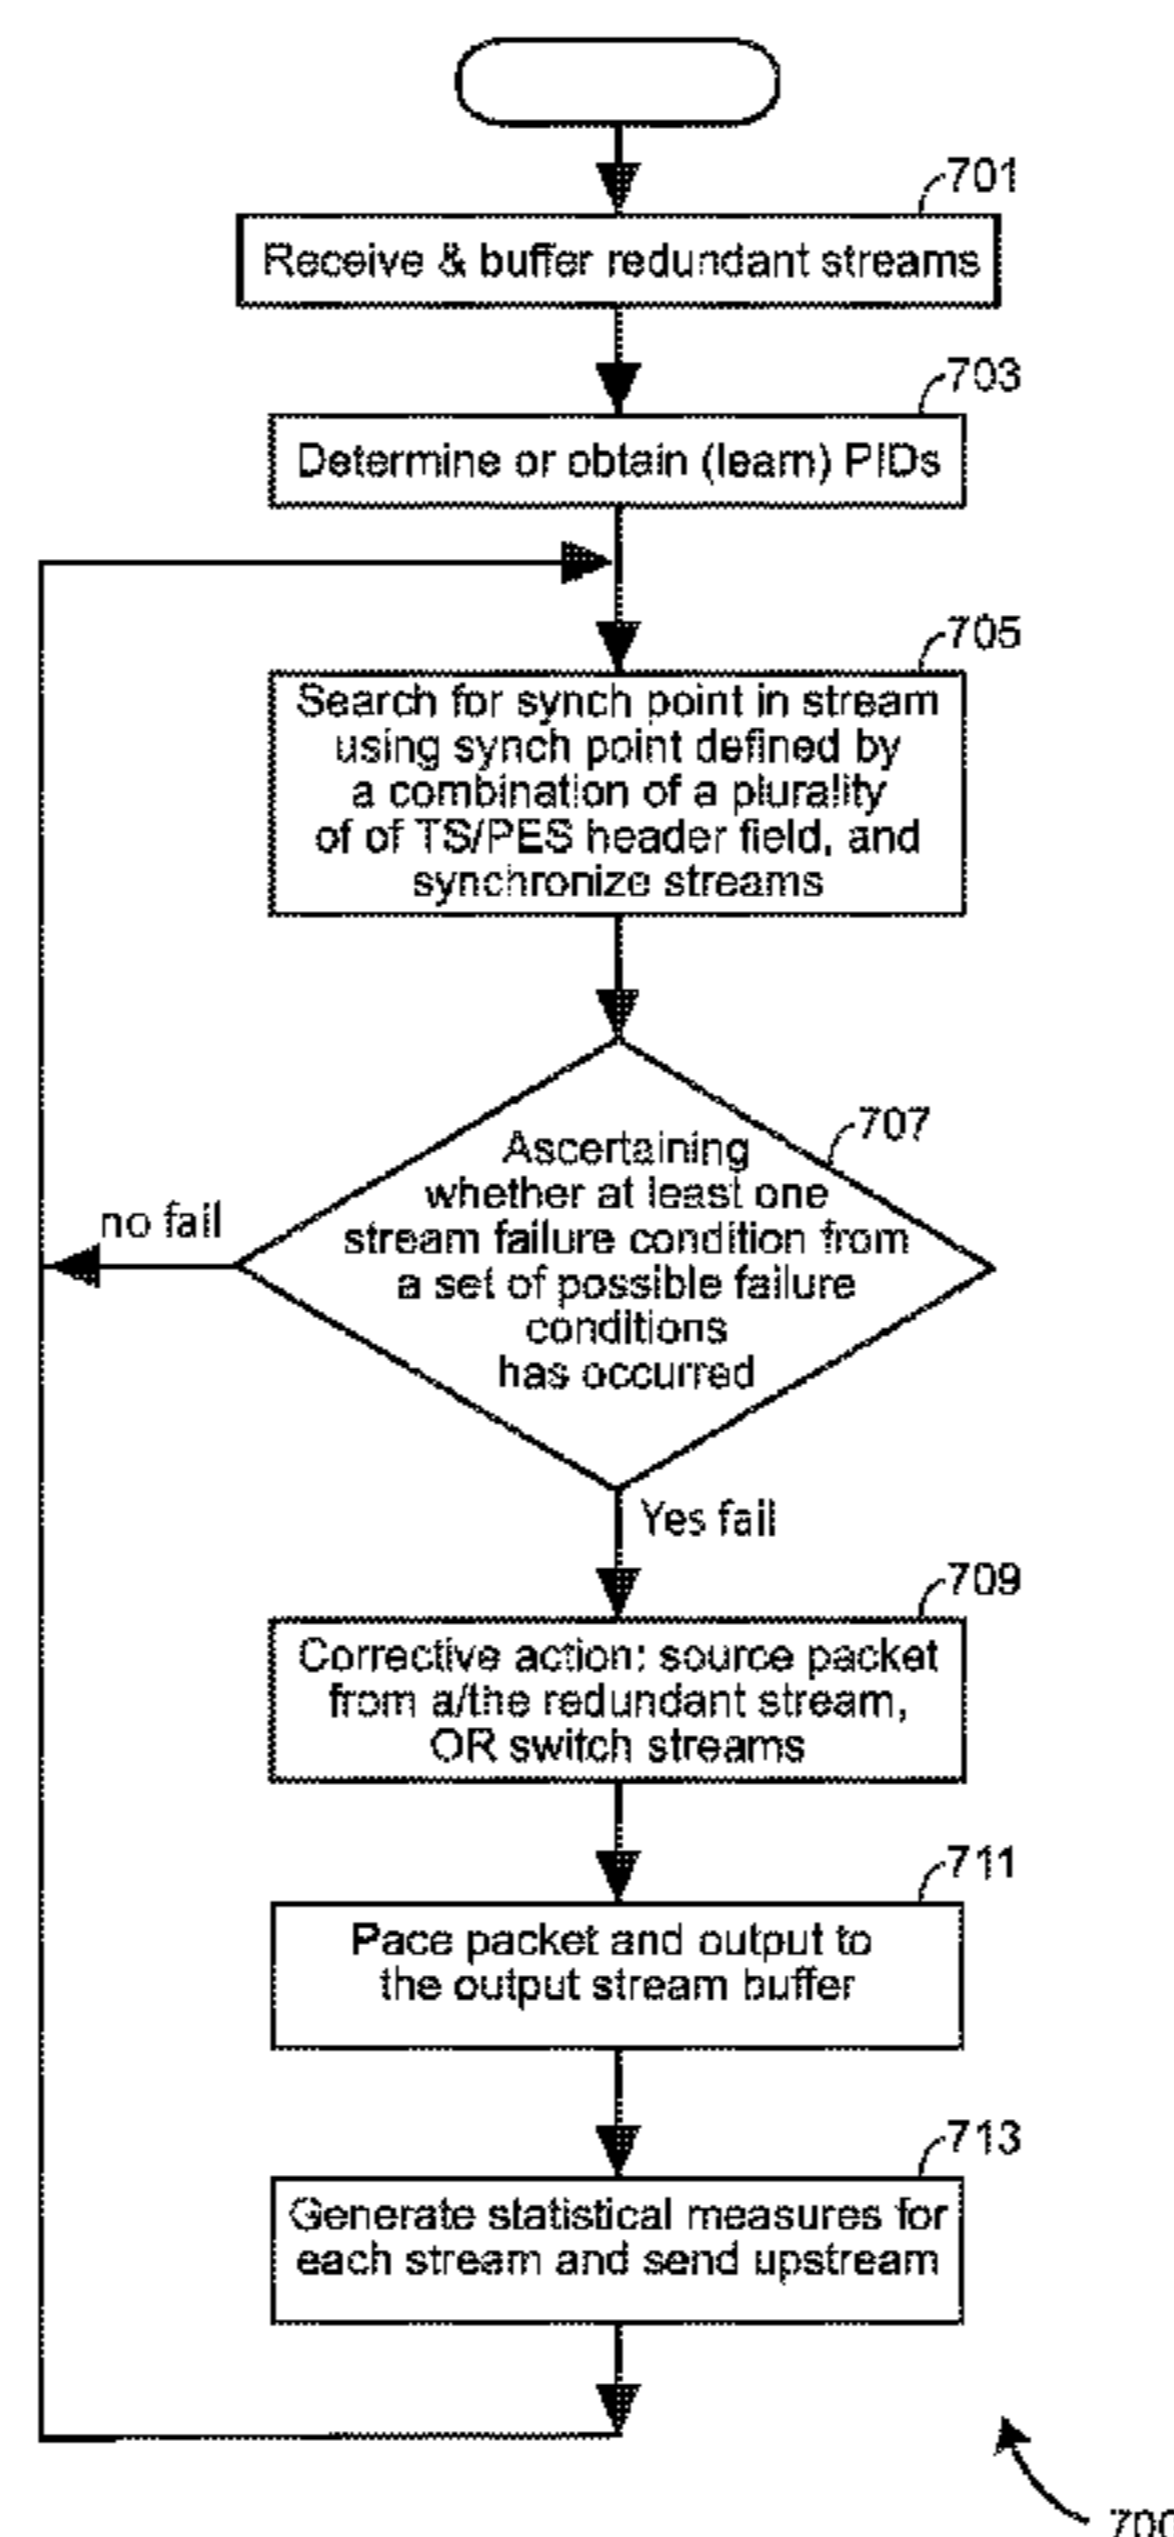 701
Receive & buffer redundant streams
703
Determine or obtain (learn) PIDs
705
Search for synch point in stream
using synch point defined by
a combination of a plurality
of of TS/PES header field, and
synchronize streams
707
Ascertaining
whether at least one
stream failure condition from
a set of possible failure
conditions
has occurred
no fail
Yes fail
709
Corrective action: source packet
from a/the redundant stream,
OR switch streams
711
Pace packet and output to
the output stream buffer
713
Generate statistical measures for
each stream and send upstream
700